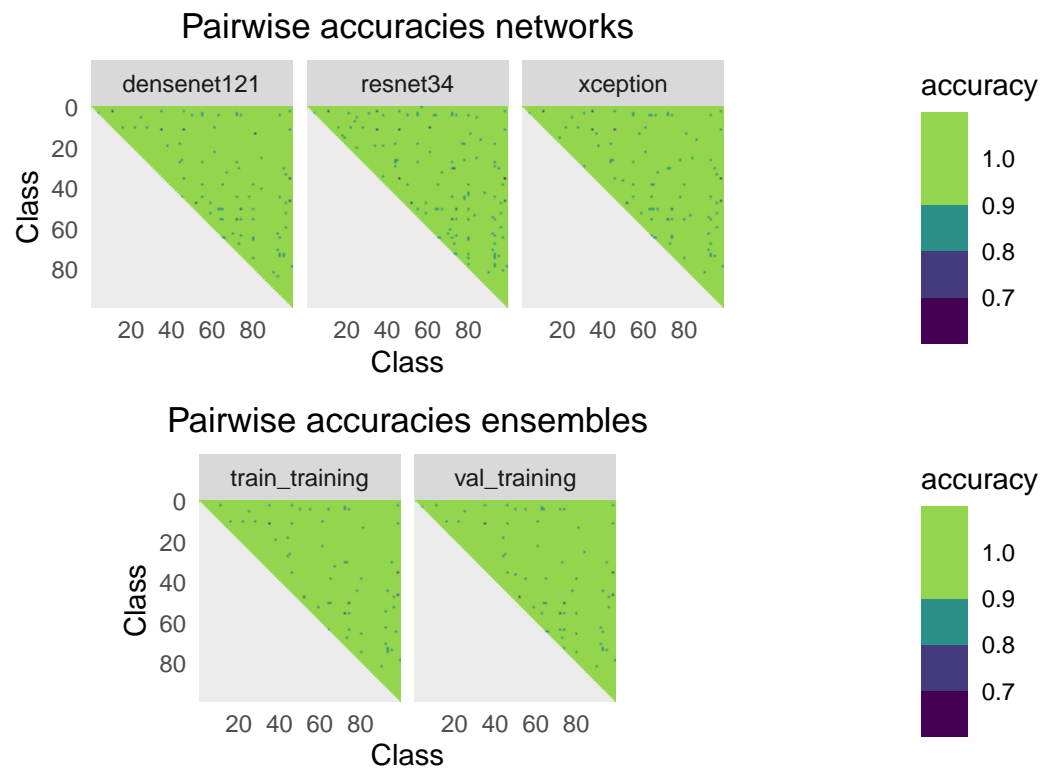 Pairwise accuracies networks
densenet121 resnet34 xception
accuracy
0
20
40
60
80
Class
20 40 60 80 20 40 60 80 20 40 60 80
Class
1.0
0.9
0.8
0.7
Pairwise accuracies ensembles
train_training val_training
accuracy
0
20
40
60
80
Class
20 40 60 80 20 40 60 80
Class
1.0
0.9
0.8
0.7